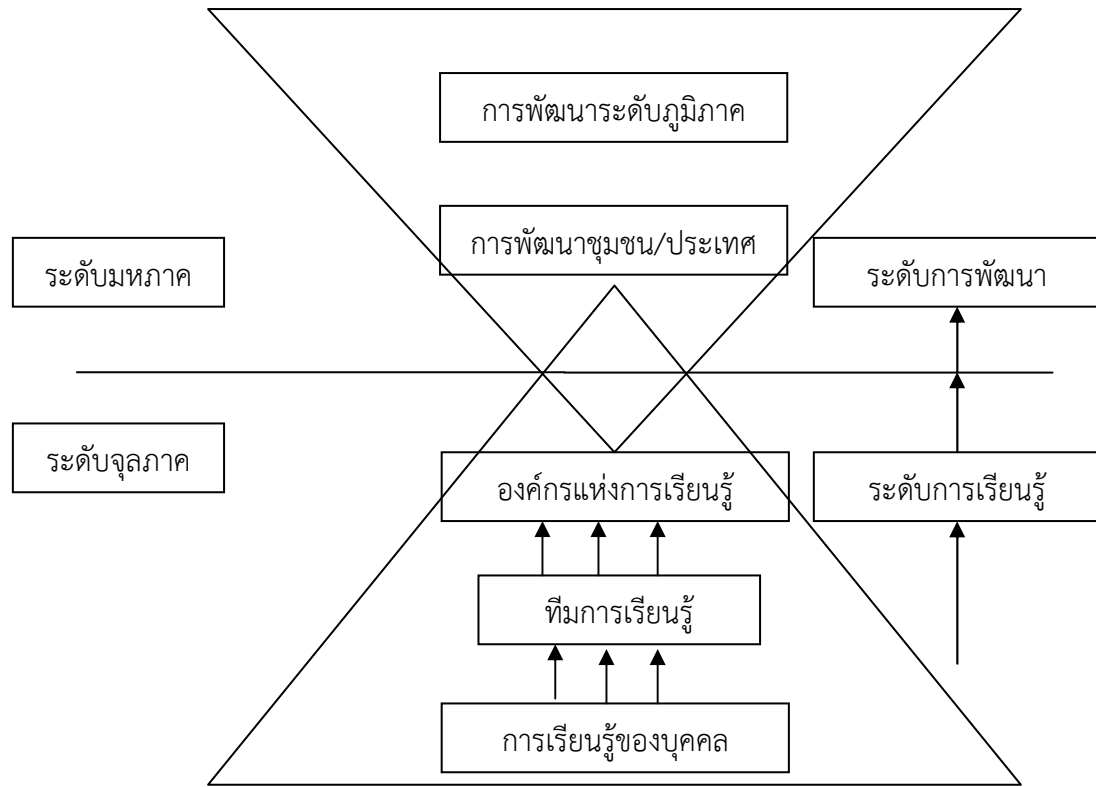 การพัฒนาระดับภูมิภาค
การพัฒนาชุมชน/ประเทศ
ระดับมหภาค
ระดับการพัฒนา
ระดับจุลภาค
องค์กรแห่งการเรียนรู้
ระดับการเรียนรู้
ทีมการเรียนรู้
การเรียนรู้ของบุคคล